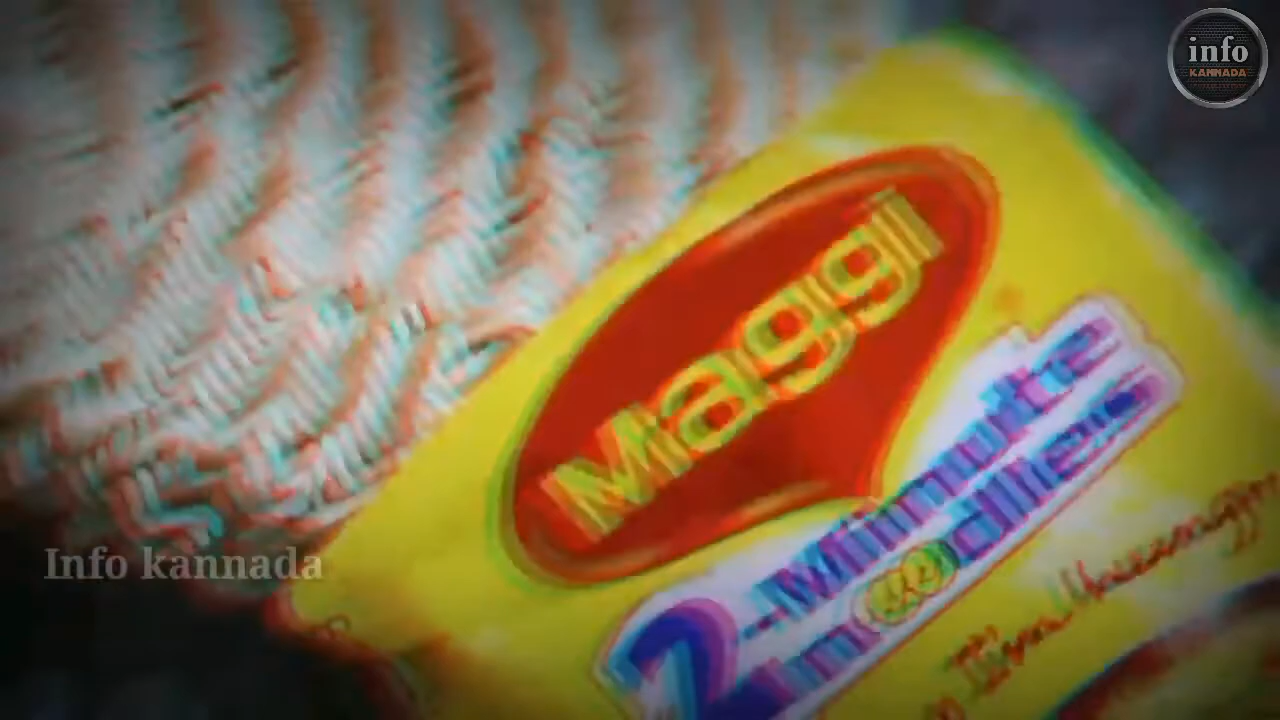 info
KANNADA
Maggi
2-Minute
Noodles
Info kannada